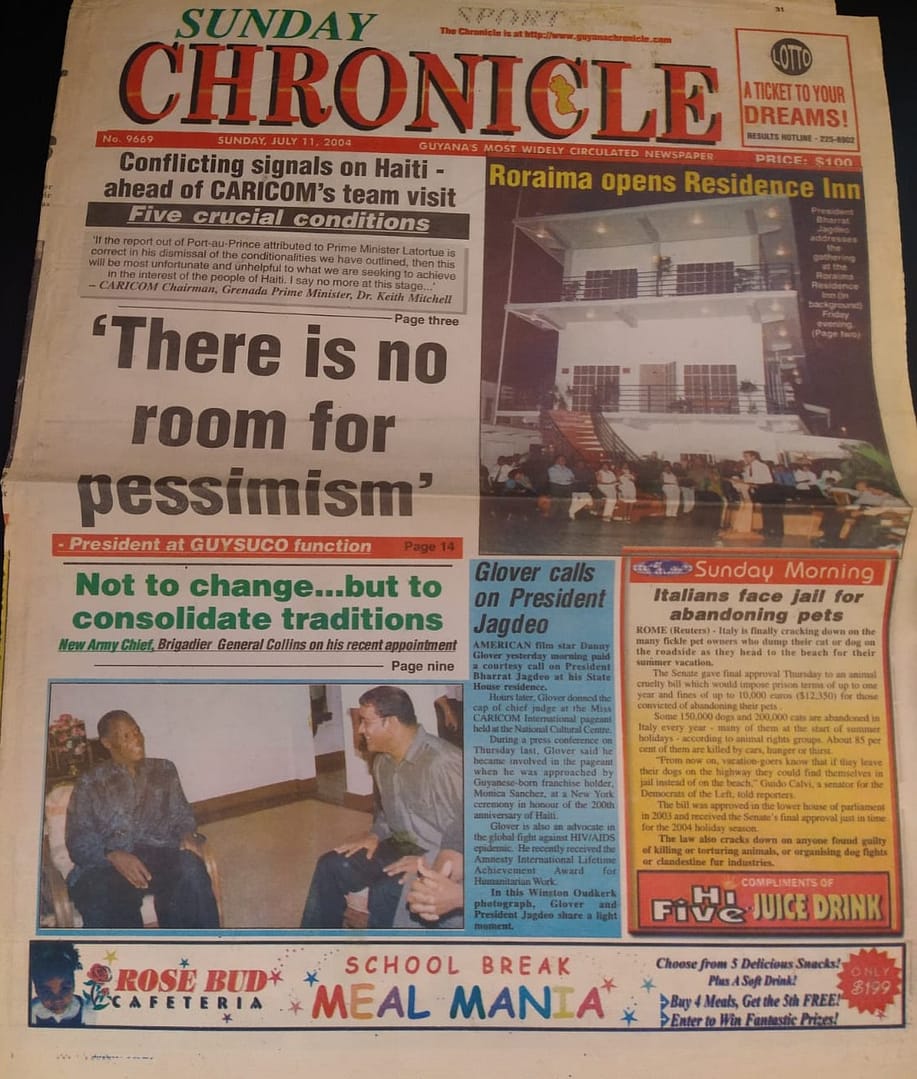 SPORT
31
The Chronicle is at http://www.guyanachronicle.com
SUNDAY
CHRONICLE
LOTTO
A TICKET TO YOUR
DREAMS!
RESULTS HOTLINE - 225-8902
No. 9669
SUNDAY, JULY 11, 2004
GUYANA'S MOST WIDELY CIRCULATED NEWSPAPER
PRICE: $100
Conflicting signals on Haiti -
ahead of CARICOM's team visit
Five crucial conditions
'If the report out of Port-au-Prince attributed to Prime Minister Latortue is
correct in his dismissal of the conditionalities we have outlined, then this
will be most unfortunate and unhelpful to what we are seeking to achieve
in the interest of the people of Haiti. I say no more at this stage...'
– CARICOM Chairman, Grenada Prime Minister, Dr. Keith Mitchell
Page three
'There is no
room for
pessimism'
- President at GUYSUCO function
Page 14
Roraima opens Residence Inn
President
Bharrat
Jagdeo
addresses
the
gathering
at the
Roraima
Residence
Inn (in
background)
Friday
evening.
(Page two)
Not to change...but to
consolidate traditions
New Army Chief, Brigadier General Collins on his recent appointment
Page nine
Glover calls
on President
Jagdeo
AMERICAN film star Danny
Glover yesterday morning paid
a courtesy call on President
Bharrat Jagdeo at his State
House residence.
Hours later, Glover donned the
cap of chief judge at the Miss
CARICOM International pageant
held at the National Cultural Centre.
During a press conference on
Thursday last, Glover said he
became involved in the pageant
when he was approached by
Guyanese-born franchise holder,
Monica Sanchez, at a New York
ceremony in honour of the 200th
anniversary of Haiti.
Glover is also an advocate in
the global fight against HIV/AIDS
epidemic. He recently received the
Amnesty International Lifetime
Achievement Award for
Humanitarian Work.
In this Winston Oudkerk
photograph, Glover and
President Jagdeo share a light
moment.
Sunday Morning
Italians face jail for
abandoning pets
ROME (Reuters) - Italy is finally cracking down on the
many fickle pet owners who dump their cat or dog on
the roadside as they head to the beach for their
summer vacation.
The Senate gave final approval Thursday to an animal
cruelty bill which would impose prison terms of up to one
year and fines of up to 10,000 euros ($12,350) for those
convicted of abandoning their pets .
Some 150,000 dogs and 200,000 cats are abandoned in
Italy every year - many of them at the start of summer
holidays - according to animal rights groups. About 85 per
cent of them are killed by cars, hunger or thirst.
"From now on, vacation-goers know that if they leave
their dogs on the highway they could find themselves in
jail instead of on the beach," Guido Calvi, a senator for the
Democrats of the Left, told reporters.
The bill was approved in the lower house of parliament
in 2003 and received the Senate's final approval just in time
for the 2004 holiday season.
The law also cracks down on anyone found guilty
of killing or torturing animals, or organising dog fights
or clandestine fur industries.
COMPLIMENTS OF
HI
FIVE JUICE DRINK
ROSE BUD
CAFETERIA
SCHOOL BREAK
MEAL MANIA
Choose from 5 Delicious Snacks!
Plus A Soft Drink!
Buy 4 Meals, Get the 5th FREE!
Enter to Win Fantastic Prizes!
ONLY
$199